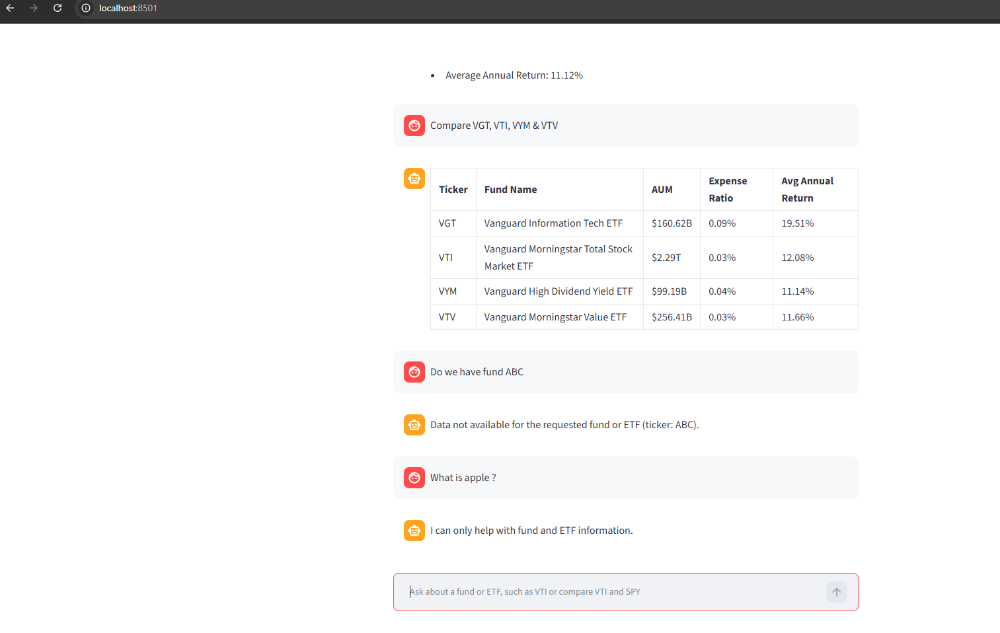 localhost:8501
• Average Annual Return: 11.12%
Compare VGT, VTI, VYM & VTV
Ticker Fund Name AUM Expense Ratio Avg Annual Return
VGT Vanguard Information Tech ETF $160.62B 0.09% 19.51%
VTI Vanguard Morningstar Total Stock Market ETF $2.29T 0.03% 12.08%
VYM Vanguard High Dividend Yield ETF $99.19B 0.04% 11.14%
VTV Vanguard Morningstar Value ETF $256.41B 0.03% 11.66%
Do we have fund ABC
Data not available for the requested fund or ETF (ticker: ABC).
What is apple ?
I can only help with fund and ETF information.
Ask about a fund or ETF, such as VTI or compare VTI and SPY